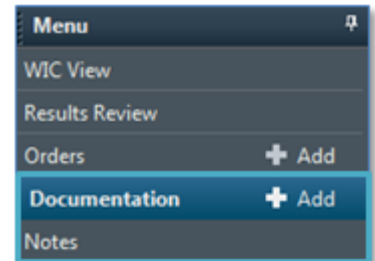 Menu
WIC View
Results Review
Orders Add
Documentation Add
Notes